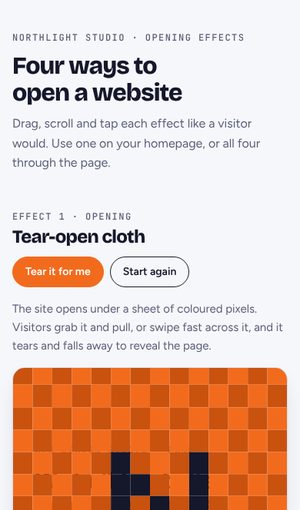 NORTHLIGHT STUDIO · OPENING EFFECTS
Four ways to
open a website
Drag, scroll and tap each effect like a visitor
would. Use one on your homepage, or all four
through the page.
EFFECT 1 · OPENING
Tear-open cloth
Tear it for me
Start again
The site opens under a sheet of coloured pixels.
Visitors grab it and pull, or swipe fast across it, and it
tears and falls away to reveal the page.